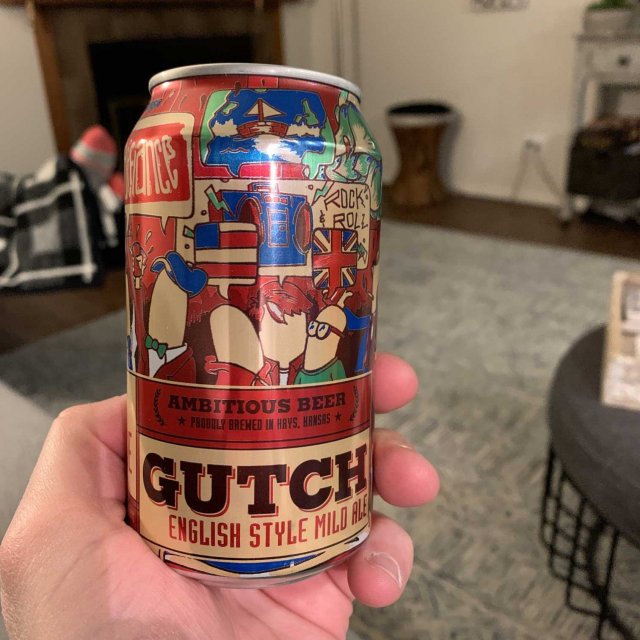 ROCK &
ROLL
AMBITIOUS BEER
★ PROUDLY BREWED IN HAYS, KANSAS ★
GUTCH
ENGLISH STYLE MILD ALE